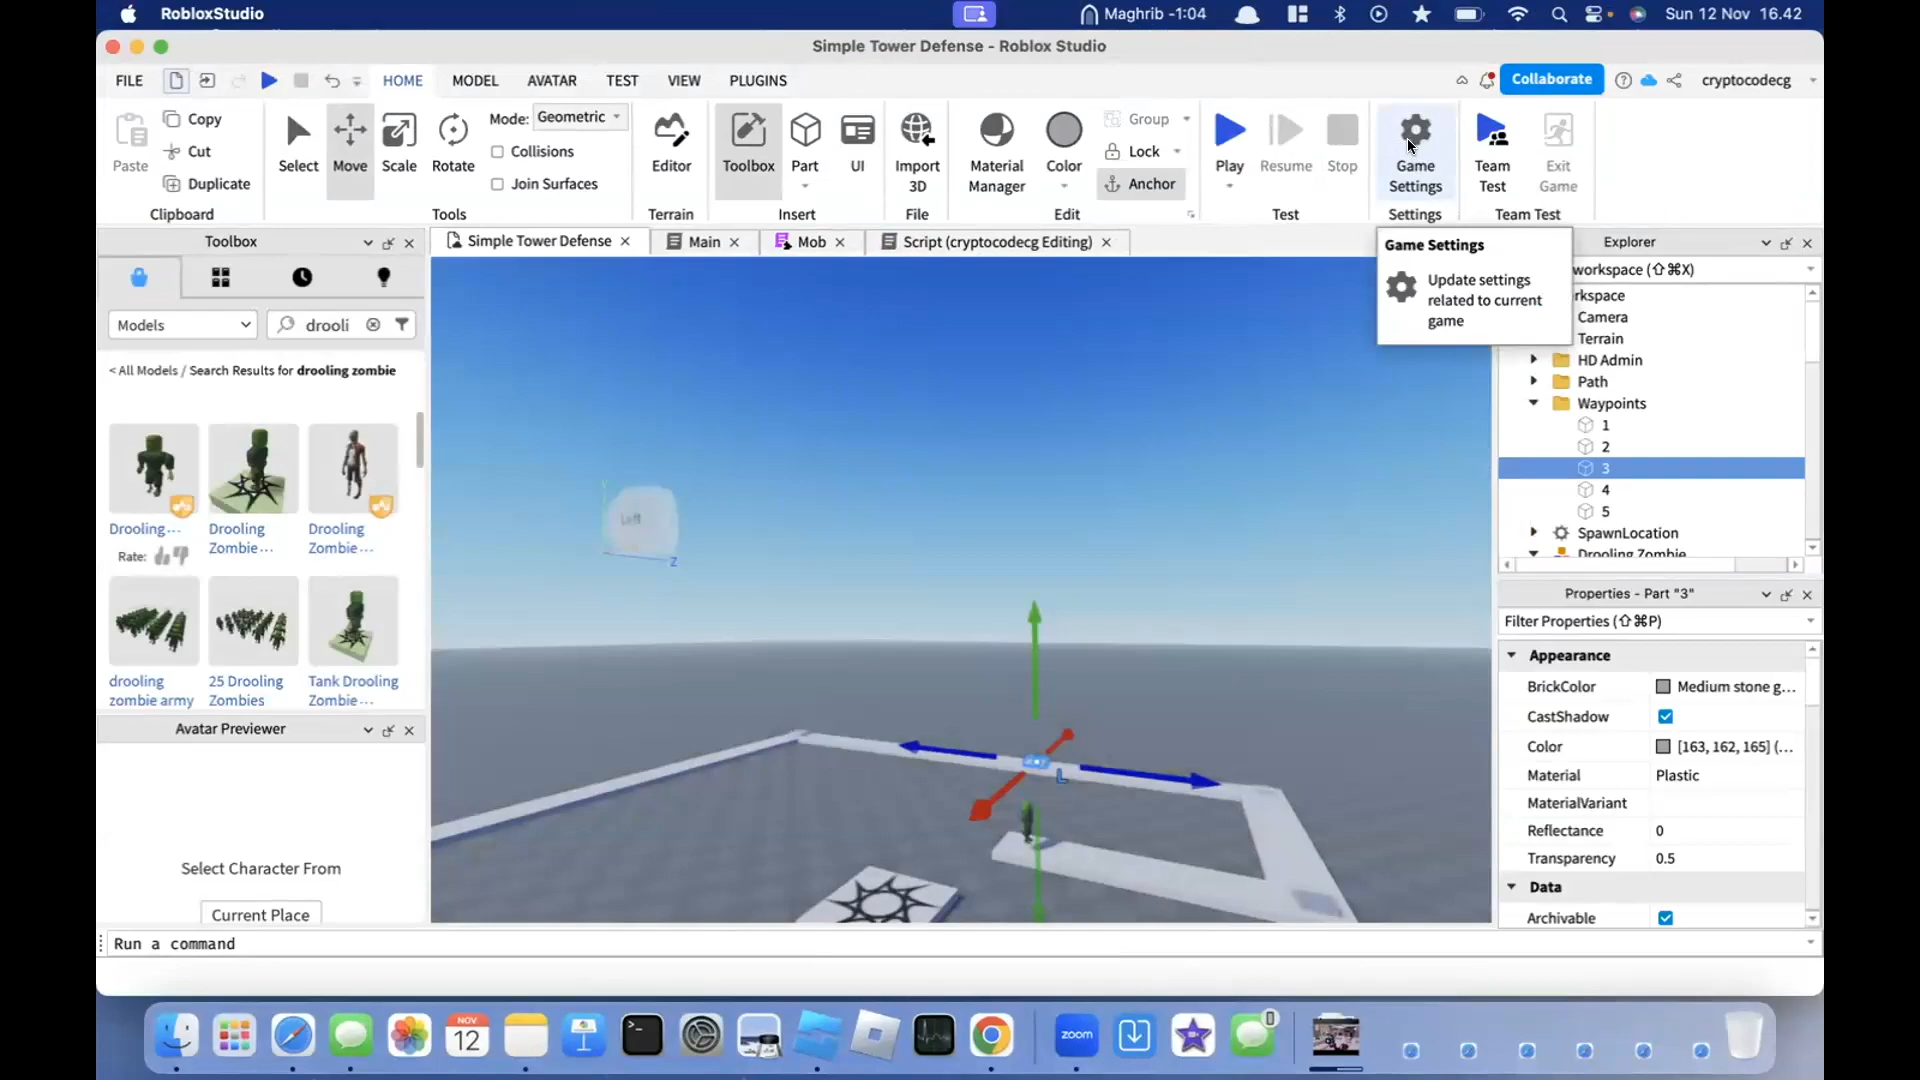 RobloxStudio
Maghrib -1:04
Sun 12 Nov 16.42
Simple Tower Defense - Roblox Studio
FILE
HOME
MODEL
AVATAR
TEST
VIEW
PLUGINS
Collaborate
cryptocodecg
Paste
Copy
Cut
Duplicate
Clipboard
Select
Move
Scale
Rotate
Mode: Geometric
Collisions
Join Surfaces
Tools
Editor
Terrain
Toolbox
Part
UI
Insert
Import
3D
File
Material
Manager
Color
Group
Lock
Anchor
Edit
Play
Resume
Stop
Test
Game
Settings
Settings
Team
Test
Exit
Game
Team Test
Toolbox
Simple Tower Defense
Main
Mob
Script (cryptocodecg Editing)
Game Settings
Update settings
related to current
game
Explorer
workspace (⇧⌘X)
Models
drooli
< All Models / Search Results for drooling zombie
Drooling...
Rate:
Drooling
Zombie...
Drooling
Zombie...
drooling
zombie army
25 Drooling
Zombies
Tank Drooling
Zombie...
Avatar Previewer
Select Character From
Current Place
Left
Y
Z
L
rkspace
Camera
Terrain
HD Admin
Path
Waypoints
1
2
3
4
5
SpawnLocation
Drooling Zombie
Properties - Part "3"
Filter Properties (⇧⌘P)
Appearance
BrickColor
Medium stone g...
CastShadow
Color
[163, 162, 165] (...
Material
Plastic
MaterialVariant
Reflectance
0
Transparency
0.5
Data
Archivable
Run a command
NOV
12
zoom
0